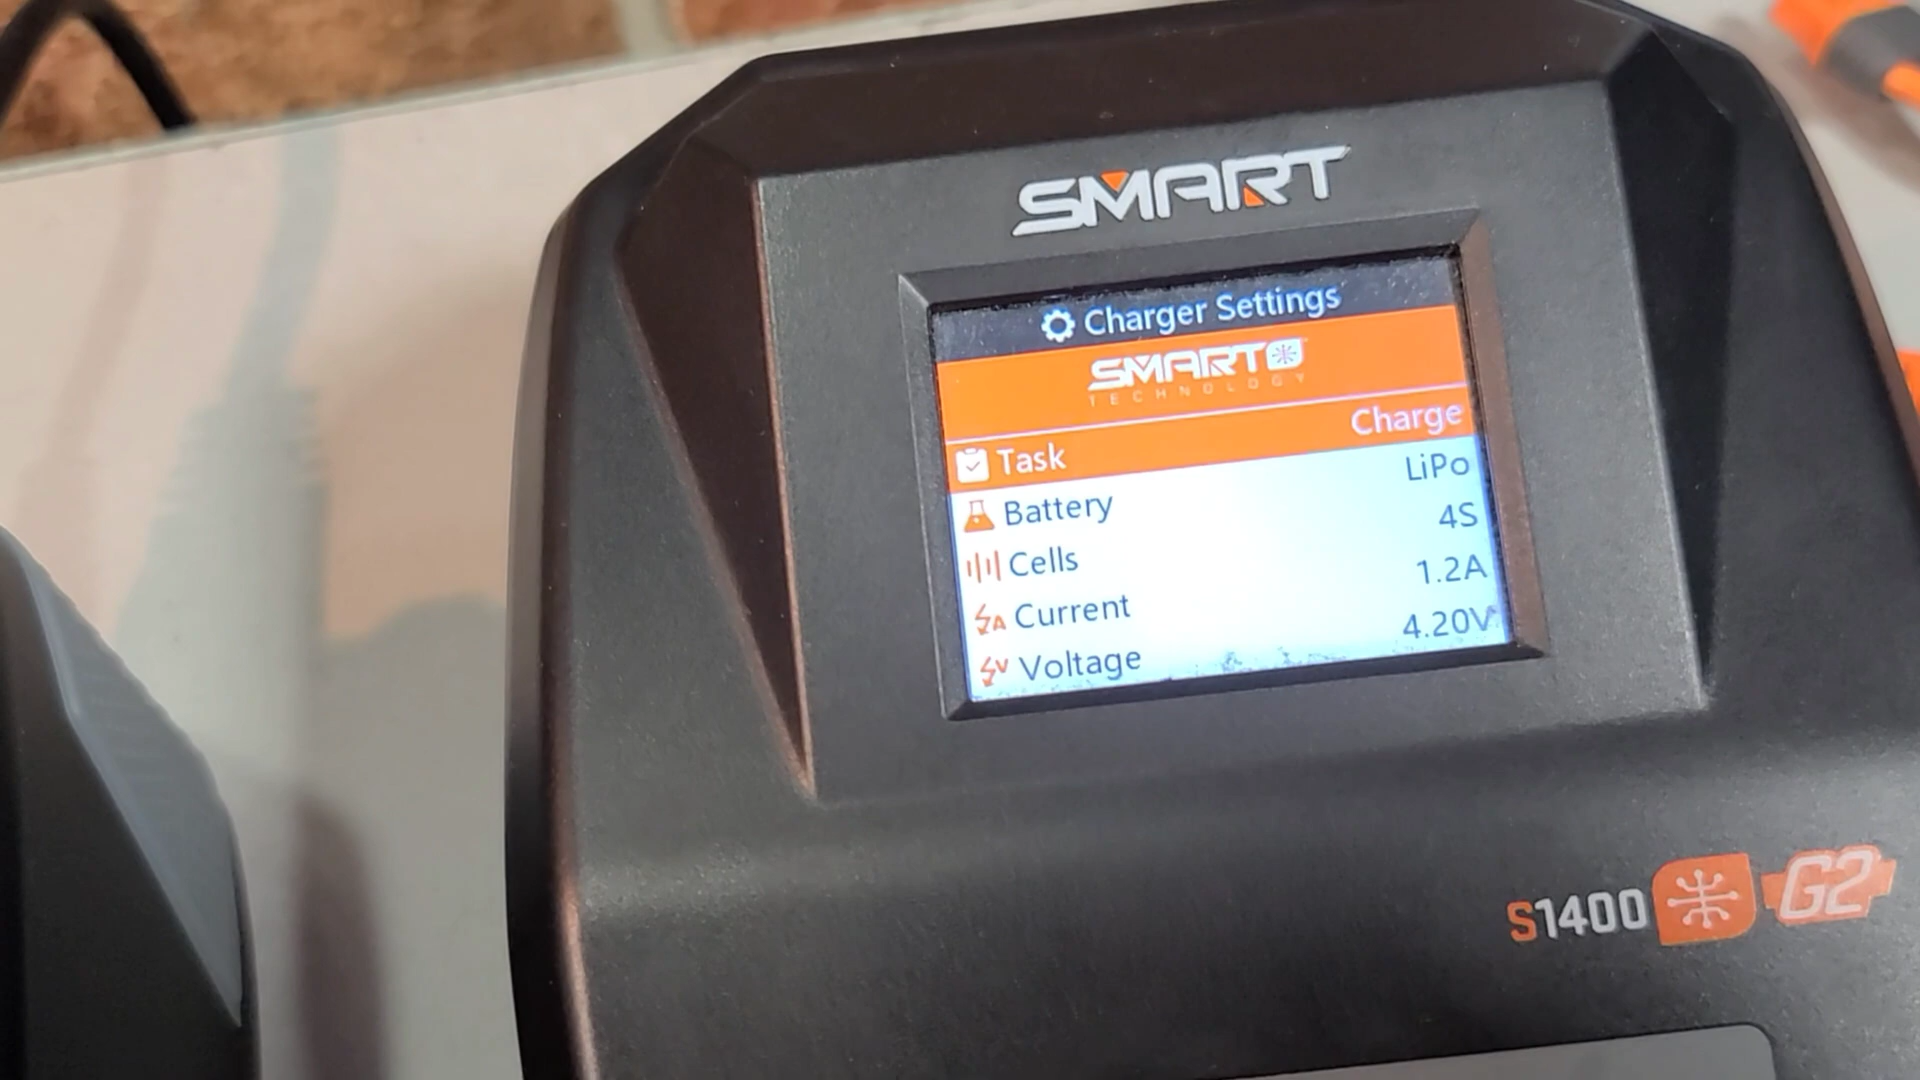 SMART
Charger Settings
SMART
TECHNOLOGY
Task Charge
Battery LiPo
Cells 4S
Current 1.2A
Voltage 4.20V
S1400 G2